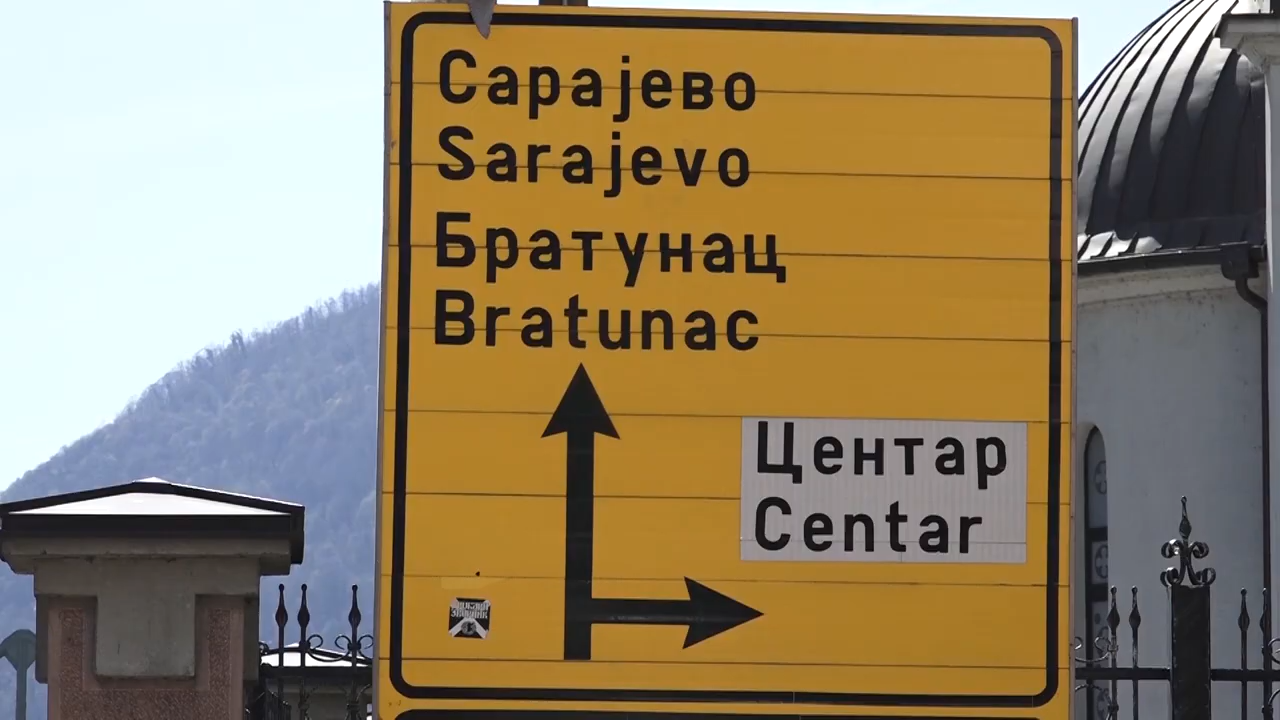 Сарајево
Sarajevo
Братунац
Bratunac
Центар
Centar